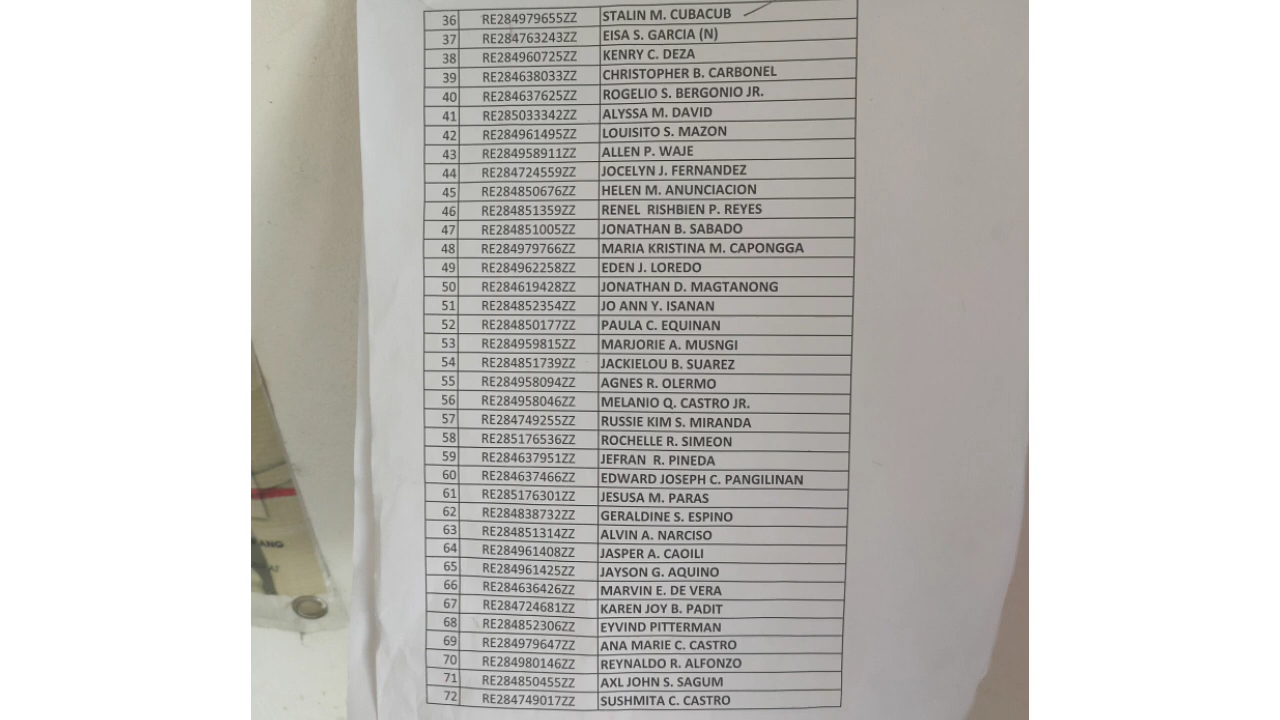 36 RE284979655ZZ STALIN M. CUBACUB
37 RE284763243ZZ EISA S. GARCIA (N)
38 RE284960725ZZ KENRY C. DEZA
39 RE284638033ZZ CHRISTOPHER B. CARBONEL
40 RE284637625ZZ ROGELIO S. BERGONIO JR.
41 RE285033342ZZ ALYSSA M. DAVID
42 RE284961495ZZ LOUISITO S. MAZON
43 RE284958911ZZ ALLEN P. WAJE
44 RE284724559ZZ JOCELYN J. FERNANDEZ
45 RE284850676ZZ HELEN M. ANUNCIACION
46 RE284851359ZZ RENEL RISHBIEN P. REYES
47 RE284851005ZZ JONATHAN B. SABADO
48 RE284979766ZZ MARIA KRISTINA M. CAPONGGA
49 RE284962258ZZ EDEN J. LOREDO
50 RE284619428ZZ JONATHAN D. MAGTANONG
51 RE284852354ZZ JO ANN Y. ISANAN
52 RE284850177ZZ PAULA C. EQUINAN
53 RE284959815ZZ MARJORIE A. MUSNGI
54 RE284851739ZZ JACKIELOU B. SUAREZ
55 RE284958094ZZ AGNES R. OLERMO
56 RE284958046ZZ MELANIO Q. CASTRO JR.
57 RE284749255ZZ RUSSIE KIM S. MIRANDA
58 RE285176536ZZ ROCHELLE R. SIMEON
59 RE284637951ZZ JEFRAN R. PINEDA
60 RE284637466ZZ EDWARD JOSEPH C. PANGILINAN
61 RE285176301ZZ JESUSA M. PARAS
62 RE284838732ZZ GERALDINE S. ESPINO
63 RE284851314ZZ ALVIN A. NARCISO
64 RE284961408ZZ JASPER A. CAOILI
65 RE284961425ZZ JAYSON G. AQUINO
66 RE284636426ZZ MARVIN E. DE VERA
67 RE284724681ZZ KAREN JOY B. PADIT
68 RE284852306ZZ EYVIND PITTERMAN
69 RE284979647ZZ ANA MARIE C. CASTRO
70 RE284980146ZZ REYNALDO R. ALFONZO
71 RE284850455ZZ AXL JOHN S. SAGUM
72 RE284749017ZZ SUSHMITA C. CASTRO